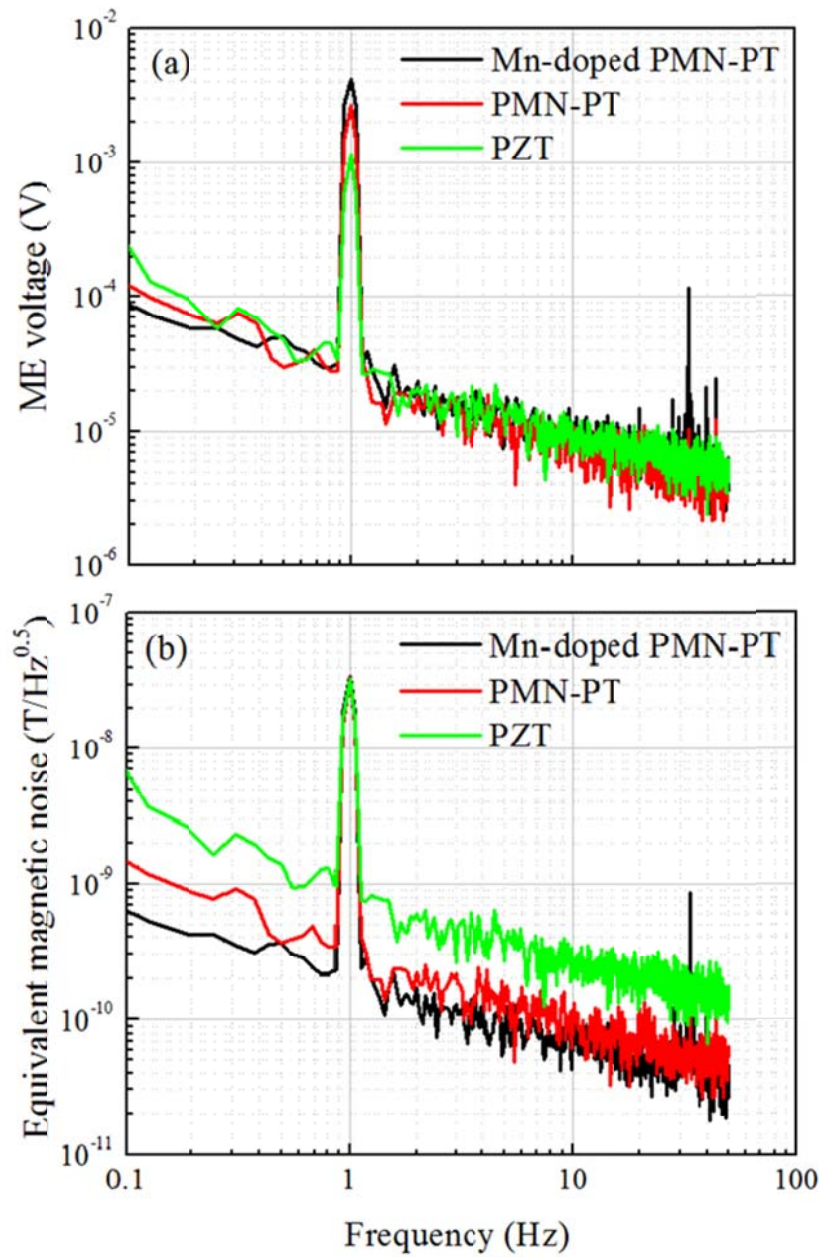 10⁻²
(a)
Mn-doped PMN-PT
PMN-PT
PZT
10⁻³
10⁻⁴
10⁻⁵
10⁻⁶
ME voltage (V)
10⁻⁷
(b)
Mn-doped PMN-PT
PMN-PT
PZT
10⁻⁸
10⁻⁹
10⁻¹⁰
10⁻¹¹
Equivalent magnetic noise (T/Hz⁰·⁵)
0.1 1 10 100
Frequency (Hz)